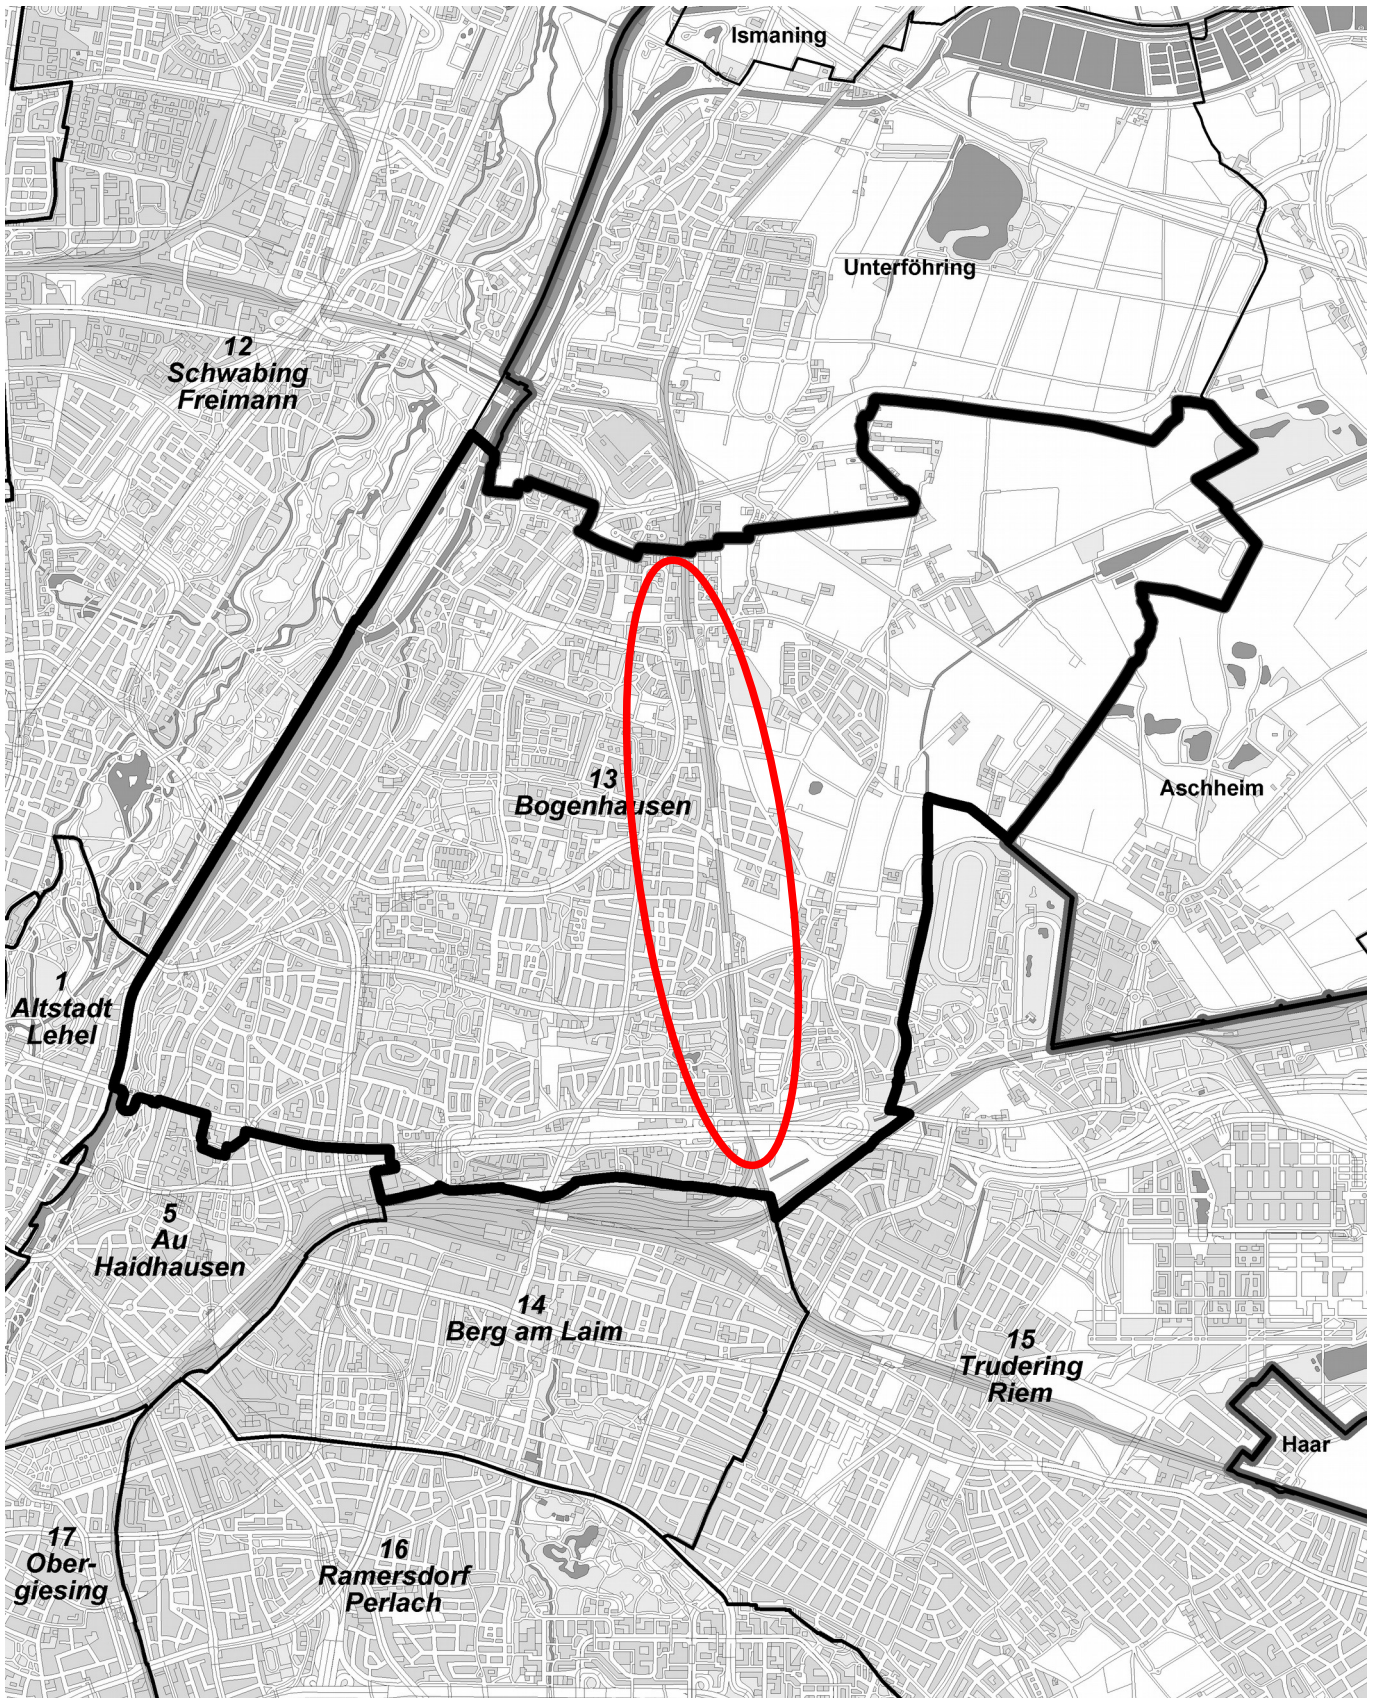 Ismaning
Unterföhring
12
Schwabing
Freimann
13
Bogenhausen
Aschheim
1
Altstadt
Lehel
5
Au
Haidhausen
14
Berg am Laim
15
Trudering
Riem
Haar
17
Ober-
giesing
16
Ramersdorf
Perlach